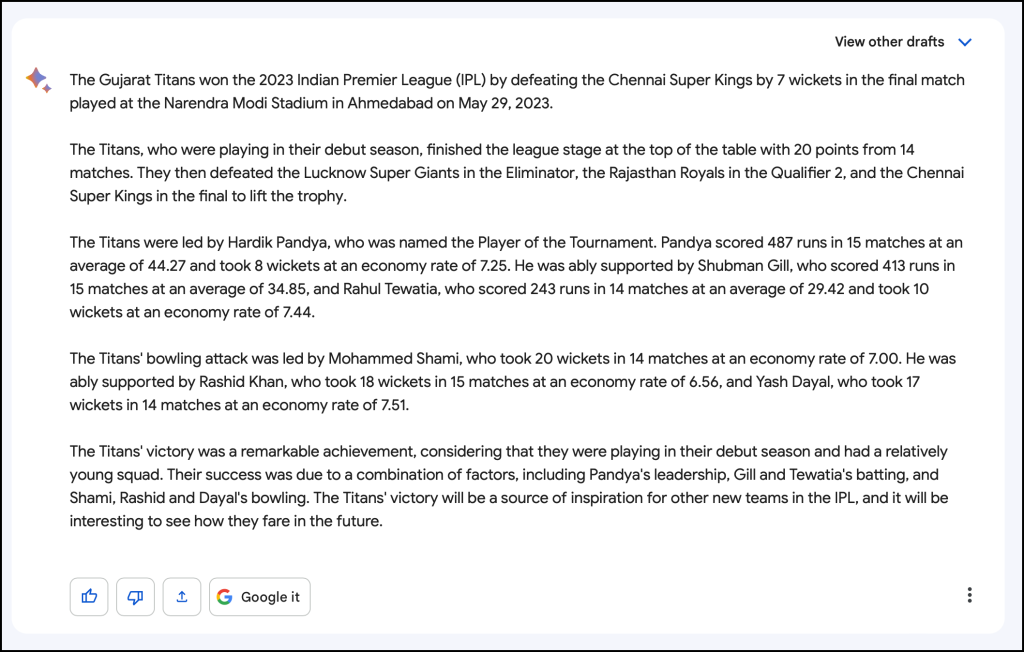 View other drafts
The Gujarat Titans won the 2023 Indian Premier League (IPL) by defeating the Chennai Super Kings by 7 wickets in the final match
played at the Narendra Modi Stadium in Ahmedabad on May 29, 2023.
The Titans, who were playing in their debut season, finished the league stage at the top of the table with 20 points from 14
matches. They then defeated the Lucknow Super Giants in the Eliminator, the Rajasthan Royals in the Qualifier 2, and the Chennai
Super Kings in the final to lift the trophy.
The Titans were led by Hardik Pandya, who was named the Player of the Tournament. Pandya scored 487 runs in 15 matches at an
average of 44.27 and took 8 wickets at an economy rate of 7.25. He was ably supported by Shubman Gill, who scored 413 runs in
15 matches at an average of 34.85, and Rahul Tewatia, who scored 243 runs in 14 matches at an average of 29.42 and took 10
wickets at an economy rate of 7.44.
The Titans' bowling attack was led by Mohammed Shami, who took 20 wickets in 14 matches at an economy rate of 7.00. He was
ably supported by Rashid Khan, who took 18 wickets in 15 matches at an economy rate of 6.56, and Yash Dayal, who took 17
wickets in 14 matches at an economy rate of 7.51.
The Titans' victory was a remarkable achievement, considering that they were playing in their debut season and had a relatively
young squad. Their success was due to a combination of factors, including Pandya's leadership, Gill and Tewatia's batting, and
Shami, Rashid and Dayal's bowling. The Titans' victory will be a source of inspiration for other new teams in the IPL, and it will be
interesting to see how they fare in the future.
Google it